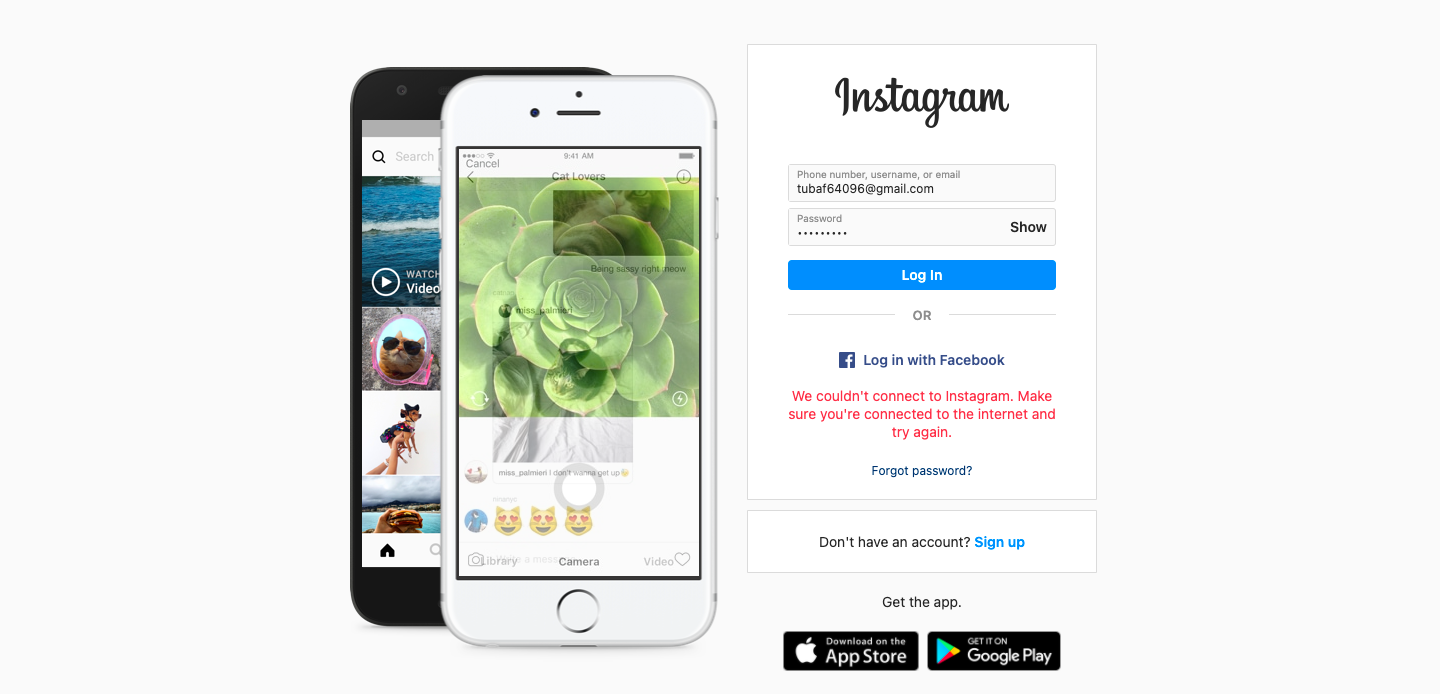 Search
WATCH
Video
9:41 AM
Cancel
Cat Lovers
Being sassy right
meow
miss_palmieri
miss_palmieri I don't wanna get up
Library
Camera
Video
Instagram
Phone number, username, or email
tubaf64096@gmail.com
Password
•••••••••
Show
Log In
OR
Log in with Facebook
We couldn't connect to Instagram. Make
sure you're connected to the internet and
try again.
Forgot password?
Don't have an account? Sign up
Get the app.
Download on the
App Store
GET IT ON
Google Play